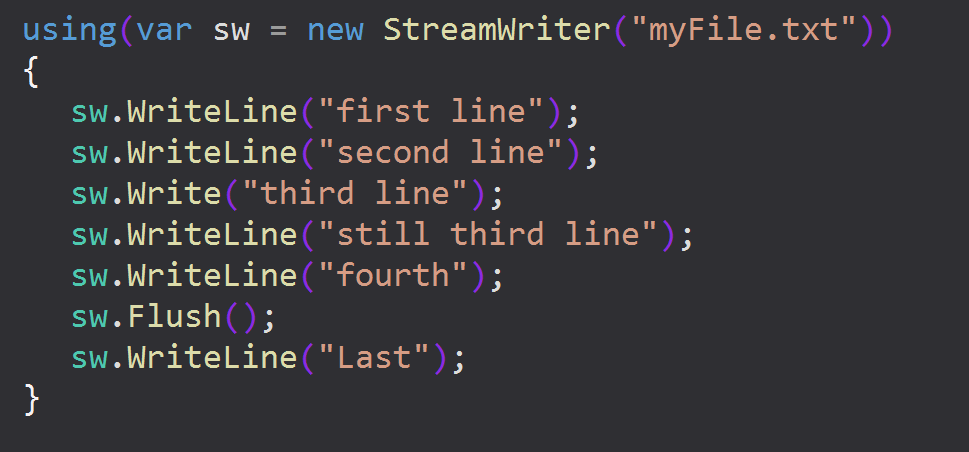 using(var sw = new StreamWriter("myFile.txt"))
{
   sw.WriteLine("first line");
   sw.WriteLine("second line");
   sw.Write("third line");
   sw.WriteLine("still third line");
   sw.WriteLine("fourth");
   sw.Flush();
   sw.WriteLine("Last");
}